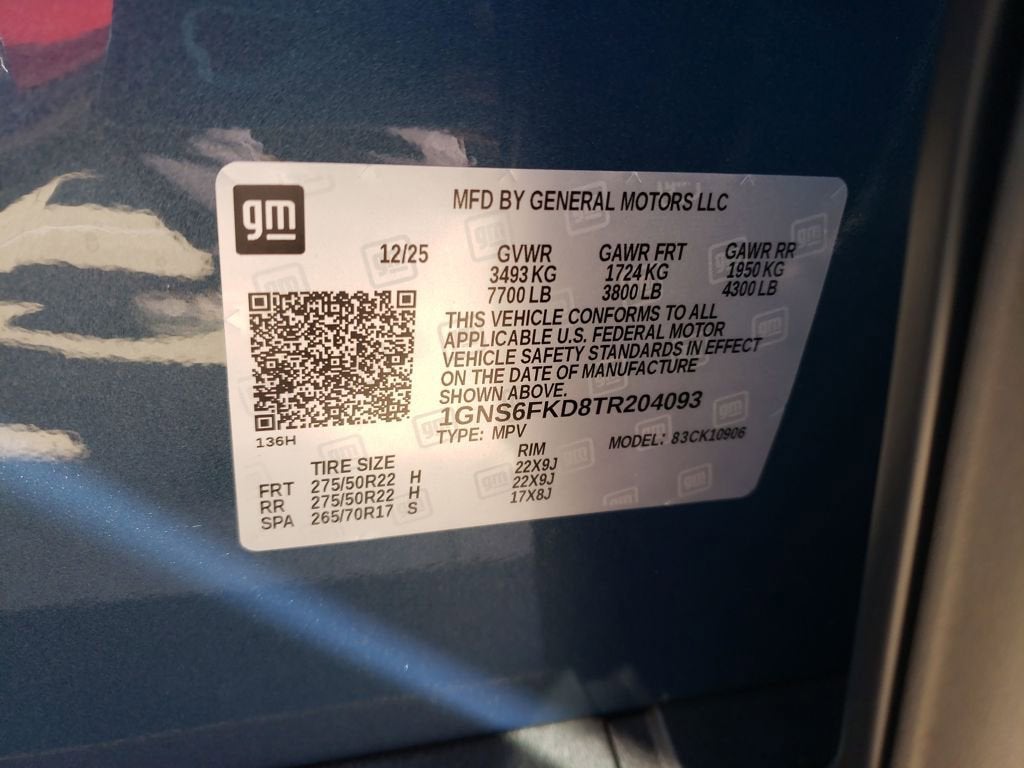 gm
MFD BY GENERAL MOTORS LLC
12/25 GVWR GAWR FRT GAWR RR
3493 KG 1724 KG 1950 KG
7700 LB 3800 LB 4300 LB
THIS VEHICLE CONFORMS TO ALL
APPLICABLE U.S. FEDERAL MOTOR
VEHICLE SAFETY STANDARDS IN EFFECT
ON THE DATE OF MANUFACTURE
SHOWN ABOVE.
1GNS6FKD8TR204093
136H
TYPE: MPV MODEL: 83CK10906
TIRE SIZE RIM
FRT 275/50R22 H 22X9J
RR 275/50R22 H 22X9J
SPA 265/70R17 S 17X8J